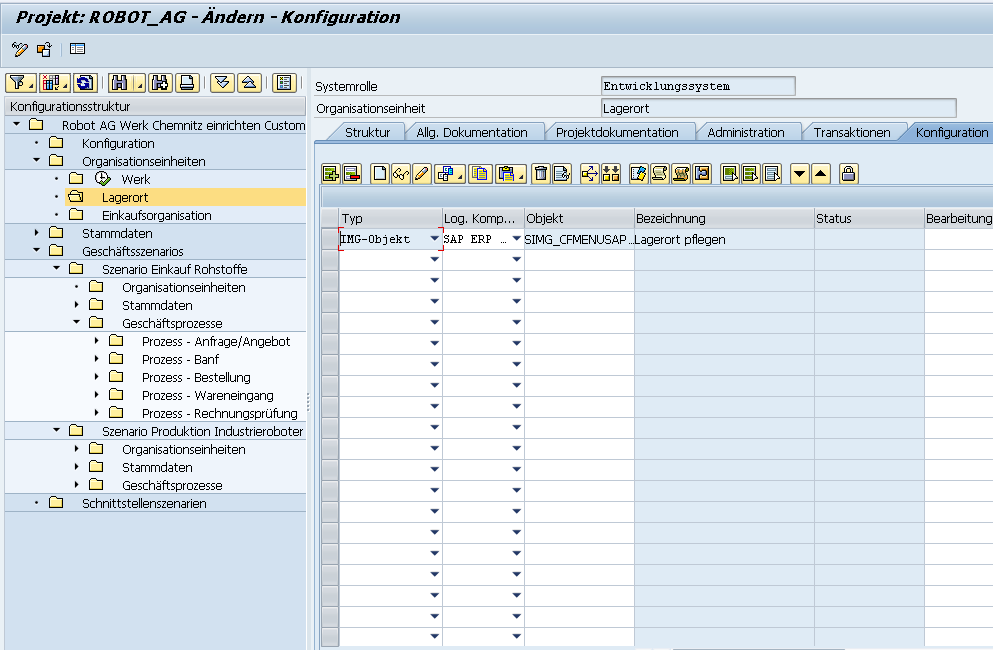 Projekt: ROBOT_AG - Ändern - Konfiguration
Systemrolle
Entwicklungssystem
Organisationseinheit
Lagerort
Konfigurationsstruktur
Robot AG Werk Chemnitz einrichten Custom
Konfiguration
Organisationseinheiten
Werk
Lagerort
Einkaufsorganisation
Stammdaten
Geschäftsszenarios
Szenario Einkauf Rohstoffe
Organisationseinheiten
Stammdaten
Geschäftsprozesse
Prozess - Anfrage/Angebot
Prozess - Banf
Prozess - Bestellung
Prozess - Wareneingang
Prozess - Rechnungsprüfung
Szenario Produktion Industrieroboter
Organisationseinheiten
Stammdaten
Geschäftsprozesse
Schnittstellenszenarien
Struktur Allg. Dokumentation Projektdokumentation Administration Transaktionen Konfiguration
Typ Log. Komp... Objekt Bezeichnung Status Bearbeitung
IMG-Objekt SAP ERP ... SIMG_CFMENUSAP... Lagerort pflegen